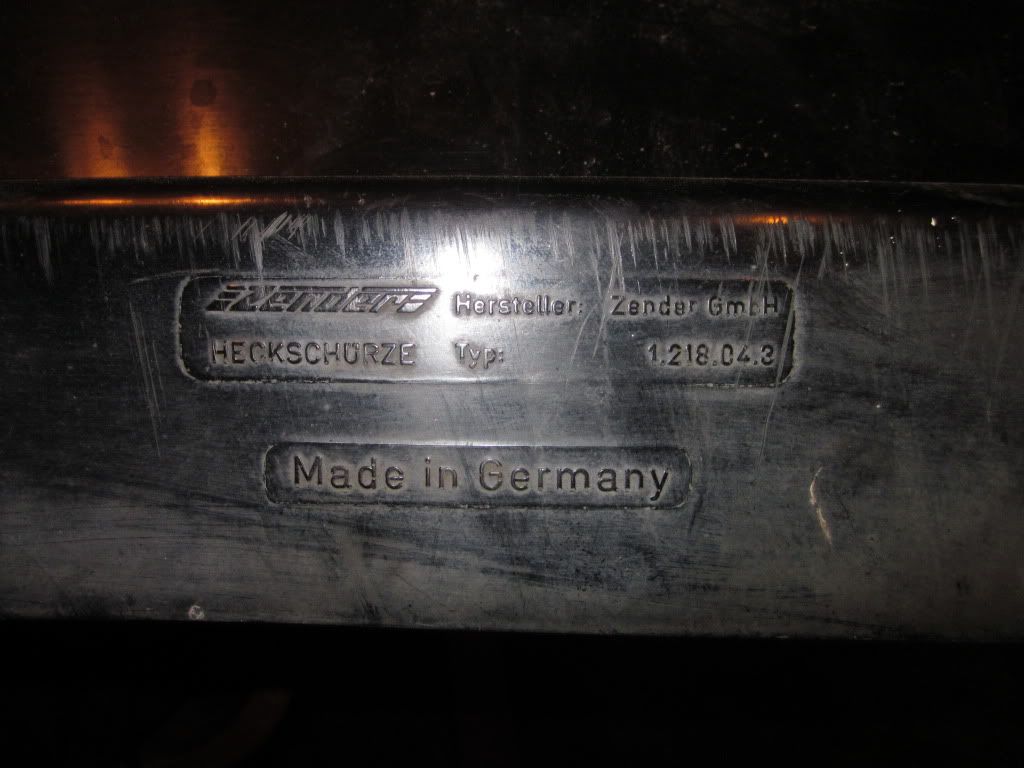 Zender Hersteller: Zender GmbH
HECKSCHÜRZE Typ: 1.218.04.3
Made in Germany